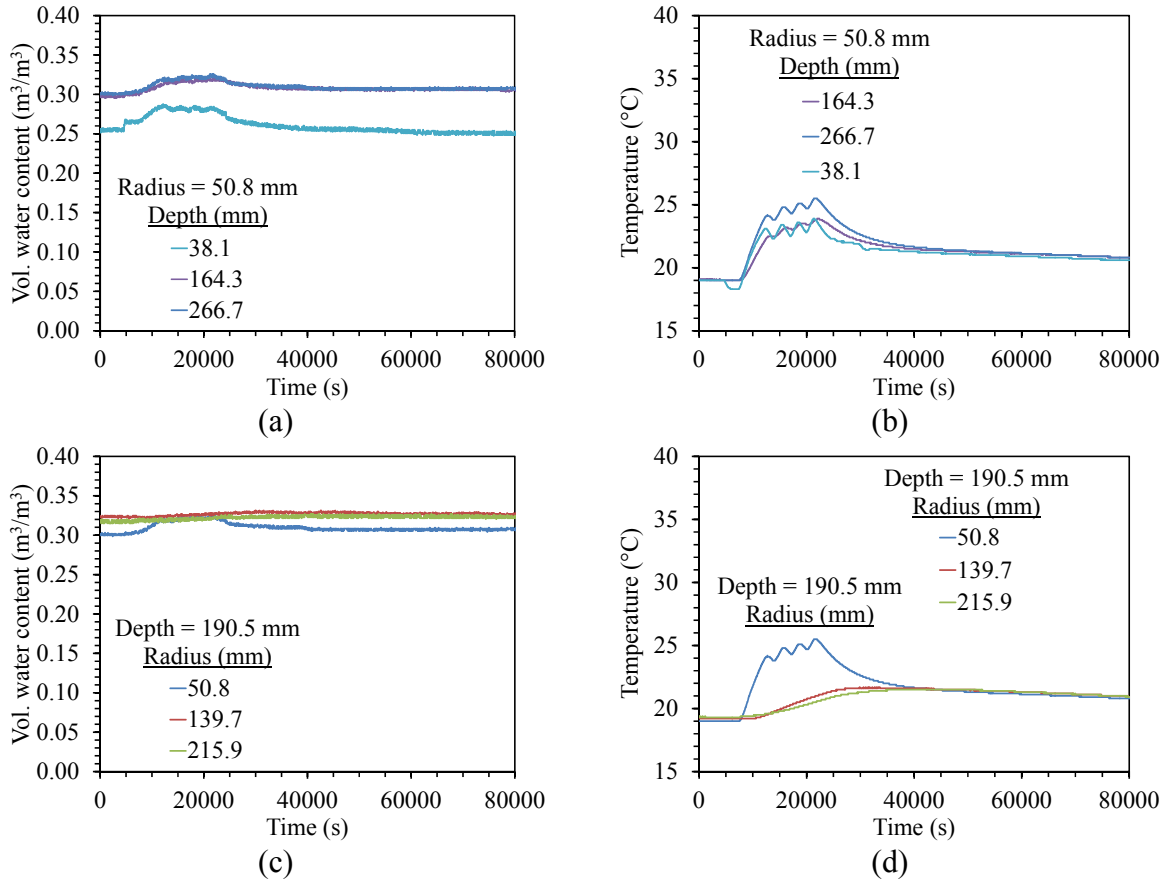 0.40
0.35
0.30
0.25
0.20
0.15
0.10
0.05
0.00
Vol. water content (m³/m³)
Radius = 50.8 mm
Depth (mm)
38.1
164.3
266.7
0 20000 40000 60000 80000
Time (s)
(a)
40
35
30
25
20
15
Temperature (°C)
Radius = 50.8 mm
Depth (mm)
164.3
266.7
38.1
0 20000 40000 60000 80000
Time (s)
(b)
0.40
0.35
0.30
0.25
0.20
0.15
0.10
0.05
0.00
Vol. water content (m³/m³)
Depth = 190.5 mm
Radius (mm)
50.8
139.7
215.9
0 20000 40000 60000 80000
Time (s)
(c)
40
35
30
25
20
15
Temperature (°C)
Depth = 190.5 mm
Radius (mm)
50.8
139.7
215.9
Depth = 190.5 mm
Radius (mm)
0 20000 40000 60000 80000
Time (s)
(d)